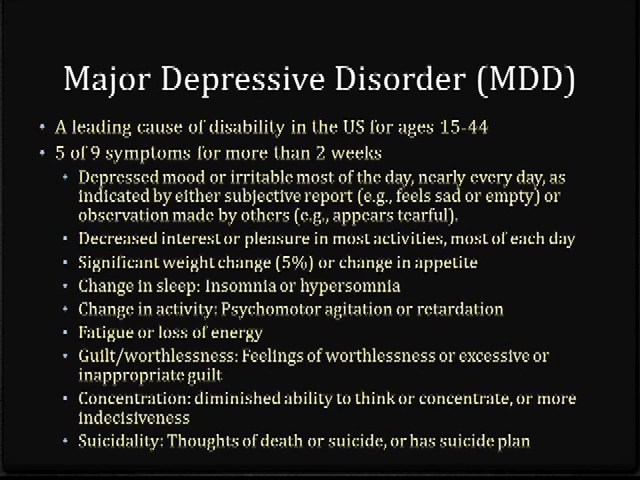 Major Depressive Disorder (MDD)
• A leading cause of disability in the US for ages 15-44
• 5 of 9 symptoms for more than 2 weeks
• Depressed mood or irritable most of the day, nearly every day, as
indicated by either subjective report (e.g., feels sad or empty) or
observation made by others (e.g., appears tearful).
• Decreased interest or pleasure in most activities, most of each day
• Significant weight change (5%) or change in appetite
• Change in sleep: Insomnia or hypersomnia
• Change in activity: Psychomotor agitation or retardation
• Fatigue or loss of energy
• Guilt/worthlessness: Feelings of worthlessness or excessive or
inappropriate guilt
• Concentration: diminished ability to think or concentrate, or more
indecisiveness
• Suicidality: Thoughts of death or suicide, or has suicide plan